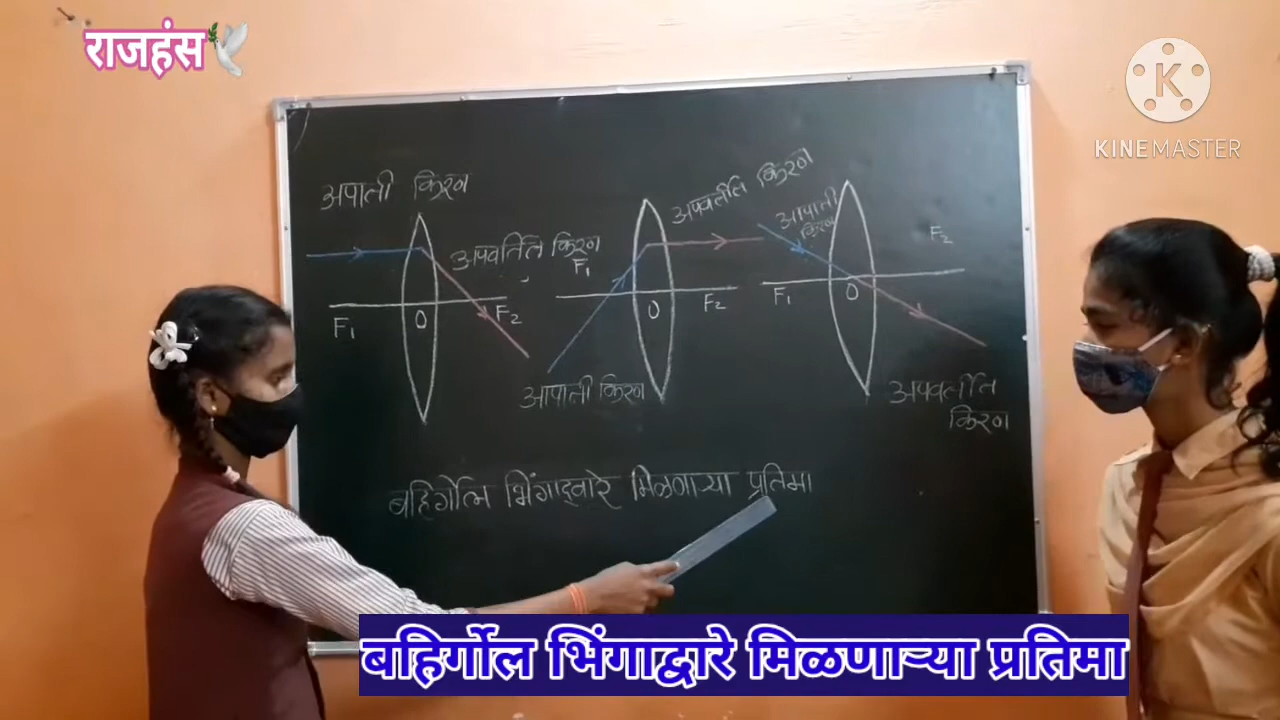 राजहंस
KINEMASTER
अपाती किरण
अपवर्तित किरण
F₁
O
F₂
F₁
अपवर्तीत किरण
O
F₂
आपाती किरण
आपाती
किरण
F₂
F₁
O
अपवर्तीत
किरण
बहिर्गोल भिंगाद्वारे मिळणाऱ्या प्रतिमा
बहिर्गोल भिंगाद्वारे मिळणाऱ्या प्रतिमा